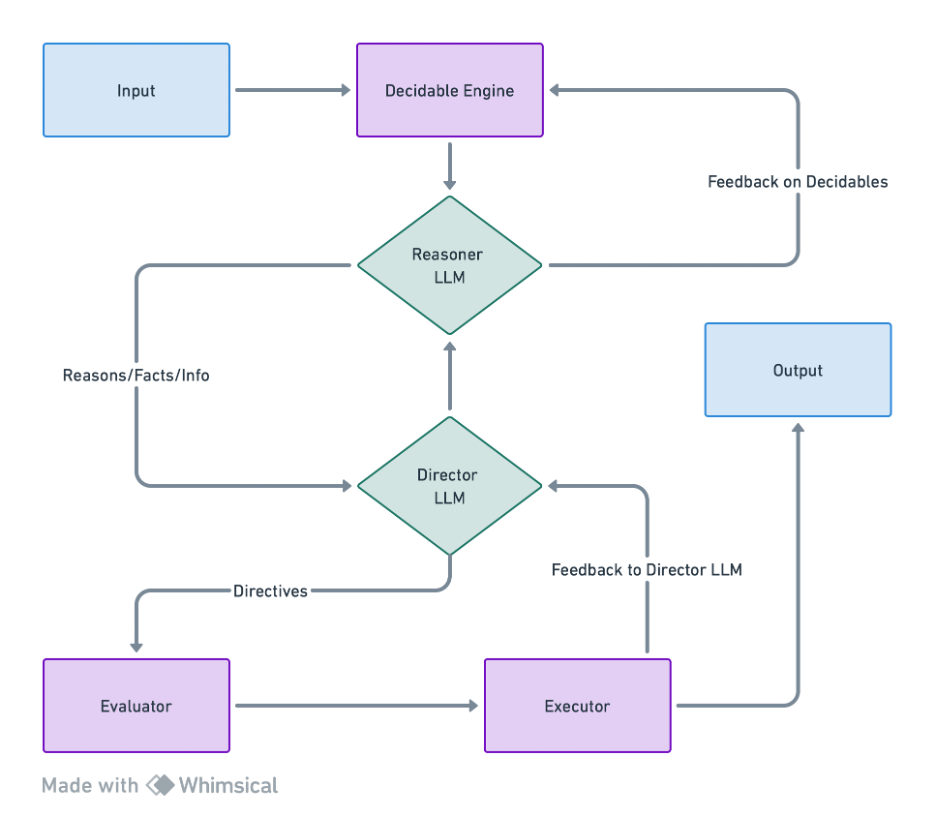 Input
Decidable Engine
Feedback on Decidables
Reasoner
LLM
Output
Reasons/Facts/Info
Director
LLM
Feedback to Director LLM
Directives
Evaluator
Executor
Made with Whimsical